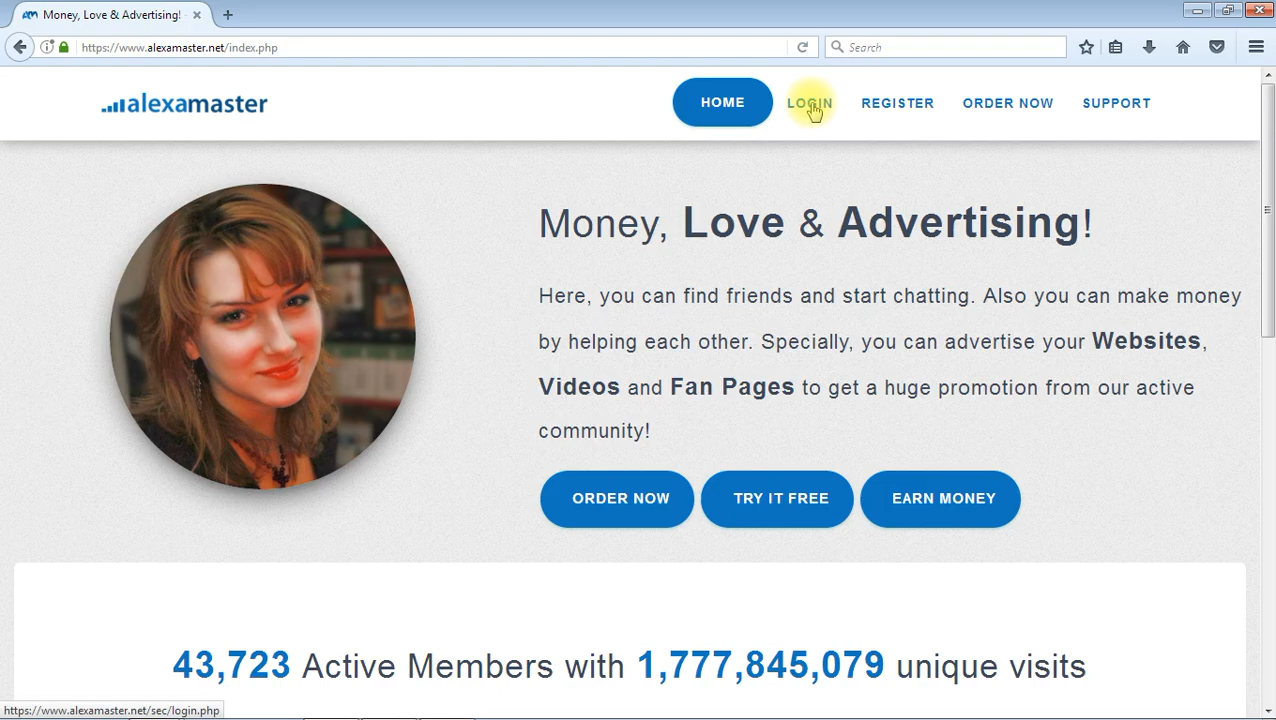 Money, Love & Advertising! -
https://www.alexamaster.net/index.php
Search
alexamaster
HOME
LOGIN
REGISTER
ORDER NOW
SUPPORT
Money, Love & Advertising!
Here, you can find friends and start chatting. Also you can make money
by helping each other. Specially, you can advertise your Websites,
Videos and Fan Pages to get a huge promotion from our active
community!
ORDER NOW
TRY IT FREE
EARN MONEY
43,723 Active Members with 1,777,845,079 unique visits
https://www.alexamaster.net/sec/login.php